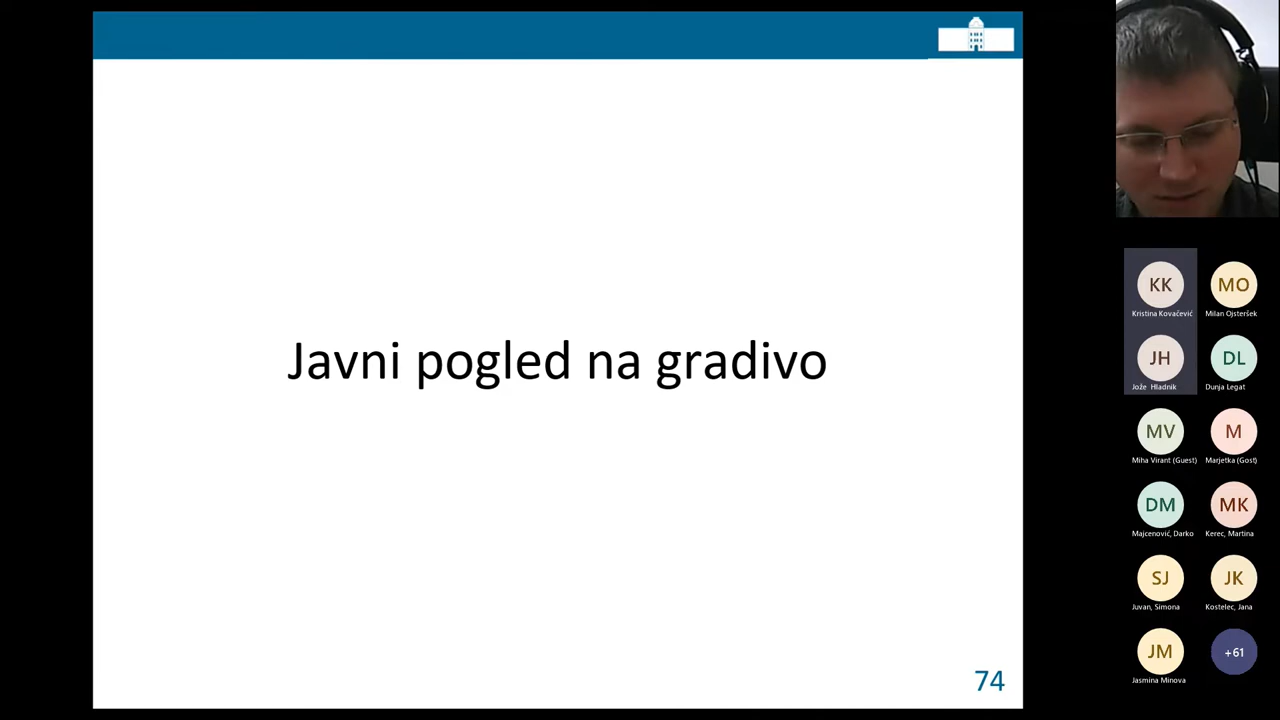 Javni pogled na gradivo
74
KK
Kristina Kovačević
MO
Milan Ojsteršek
JH
Jože Hladnik
DL
Dunja Legat
MV
Miha Virant (Guest)
M
Marjetka (Gost)
DM
Majcenović, Darko
MK
Kerec, Martina
SJ
Juvan, Simona
JK
Kostelec, Jana
JM
Jasmina Minova
+61